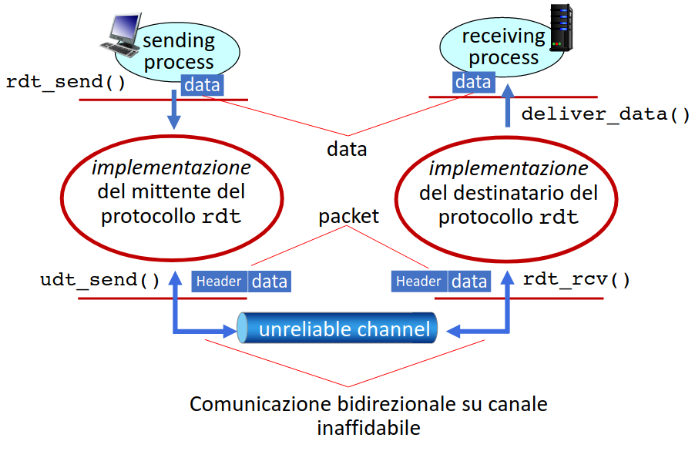 sending
process
receiving
process
rdt_send()
data
data
deliver_data()
data
implementazione
del mittente del
protocollo rdt
implementazione
del destinatario del
protocollo rdt
packet
udt_send()
Header data
Header data
rdt_rcv()
unreliable channel
Comunicazione bidirezionale su canale
inaffidabile